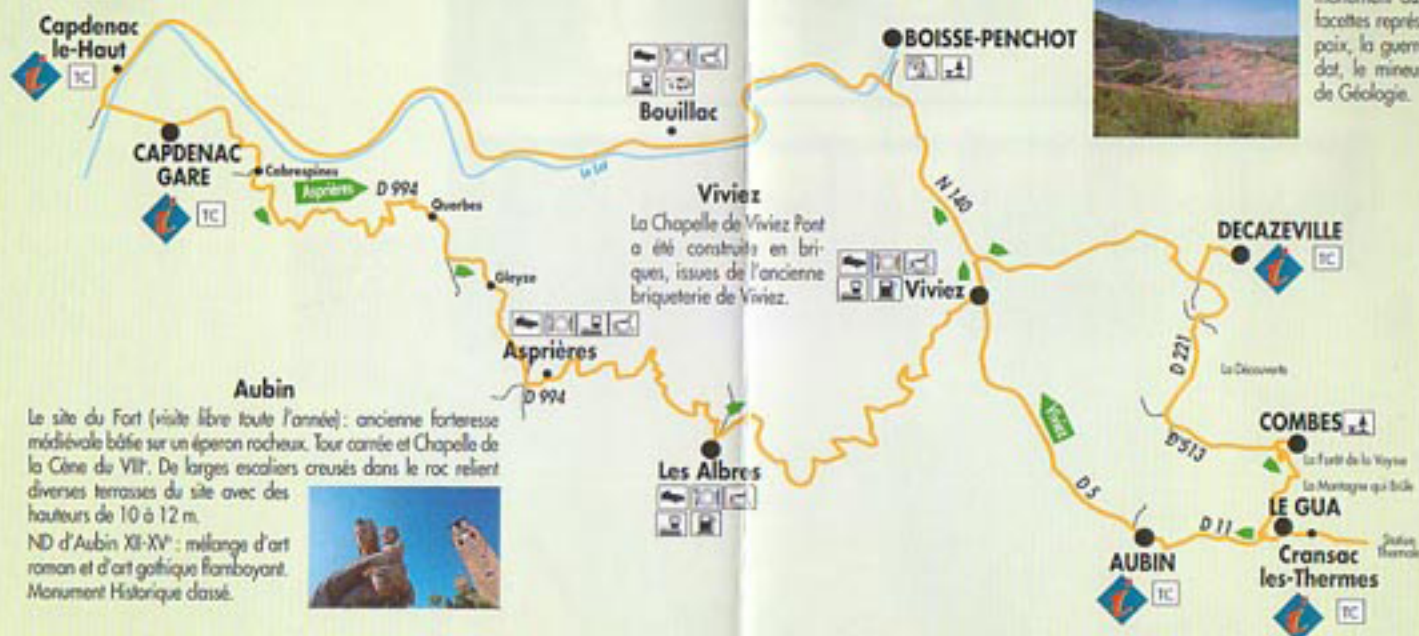 Capdenac
le-Haut
TC
CAPDENAC
GARE
TC
Cabrespines
Asprières
D 994
Querbes
Gleyse
Asprières
D 994
Bouillac
Le Lot
BOISSE-PENCHOT
facettes représ
paix, la guerr
dat, le mineu
de Géologie.
N 140
Viviez
La Chapelle de Viviez Pont
a été construite en bri-
ques, issues de l'ancienne
briqueterie de Viviez.
Viviez
DECAZEVILLE
TC
D 221
La Découverte
COMBES
D 513
La Forêt de la Vaysse
La Montagne qui Brûle
LE GUA
D 11
Cransac
les-Thermes
TC
Viviez
D 5
AUBIN
TC
Les Albres
Aubin
Le site du Fort (visite libre toute l'année) : ancienne forteresse
médiévale bâtie sur un éperon rocheux. Tour carrée et Chapelle de
la Cène du VIIIe. De larges escaliers creusés dans le roc relient
diverses terrasses du site avec des
hauteurs de 10 à 12 m.
ND d'Aubin XII-XVe : mélange d'art
roman et d'art gothique flamboyant.
Monument Historique classé.